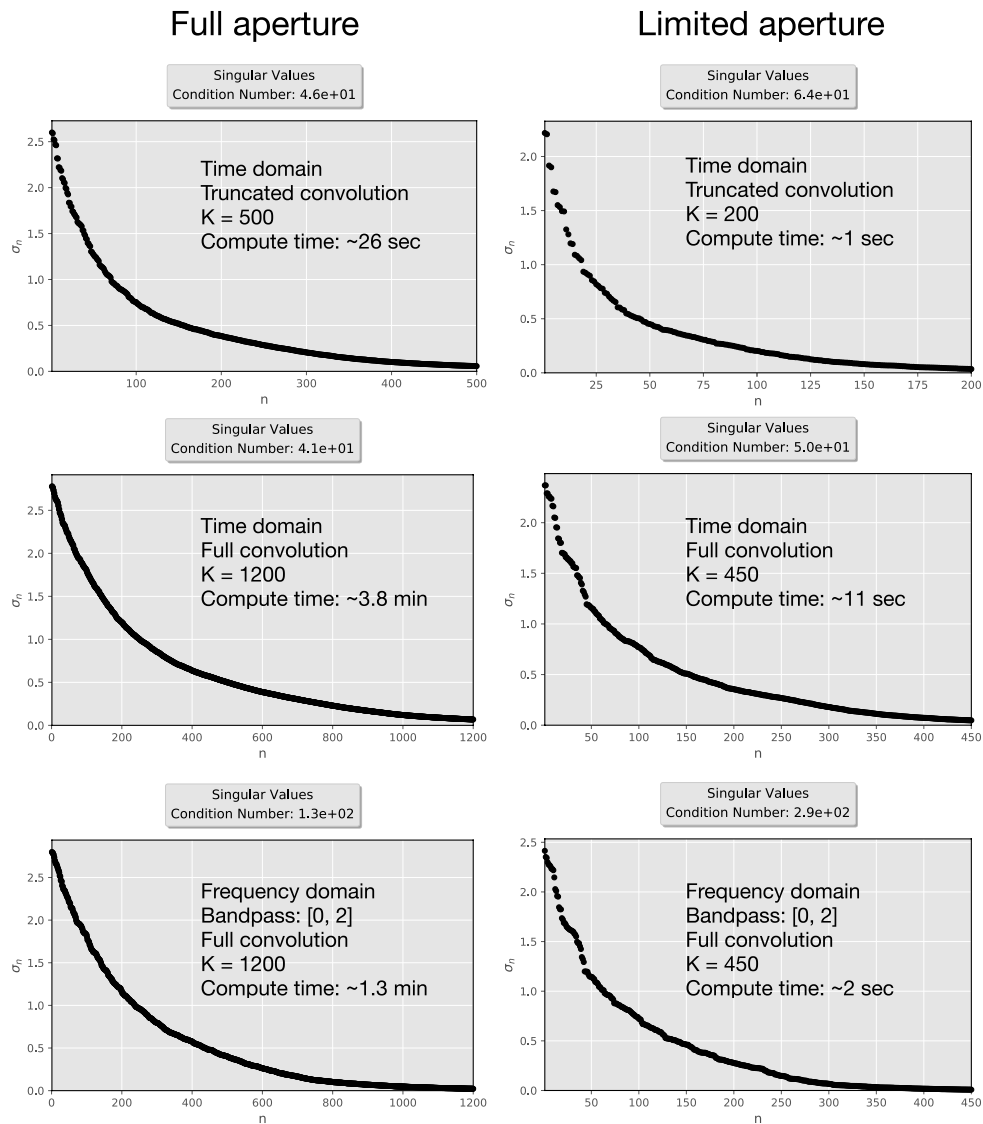 Full aperture
Limited aperture
Singular Values
Condition Number: 4.6e+01
2.5
2.0
1.5
1.0
0.5
0.0
σn
Time domain
Truncated convolution
K = 500
Compute time: ~26 sec
100
200
300
400
500
n
Singular Values
Condition Number: 6.4e+01
2.0
1.5
1.0
0.5
0.0
σn
Time domain
Truncated convolution
K = 200
Compute time: ~1 sec
25
50
75
100
125
150
175
200
n
Singular Values
Condition Number: 4.1e+01
2.5
2.0
1.5
1.0
0.5
0.0
σn
Time domain
Full convolution
K = 1200
Compute time: ~3.8 min
0
200
400
600
800
1000
1200
n
Singular Values
Condition Number: 5.0e+01
2.0
1.5
1.0
0.5
0.0
σn
Time domain
Full convolution
K = 450
Compute time: ~11 sec
50
100
150
200
250
300
350
400
450
n
Singular Values
Condition Number: 1.3e+02
2.5
2.0
1.5
1.0
0.5
0.0
σn
Frequency domain
Bandpass: [0, 2]
Full convolution
K = 1200
Compute time: ~1.3 min
0
200
400
600
800
1000
1200
n
Singular Values
Condition Number: 2.9e+02
2.5
2.0
1.5
1.0
0.5
0.0
σn
Frequency domain
Bandpass: [0, 2]
Full convolution
K = 450
Compute time: ~2 sec
50
100
150
200
250
300
350
400
450
n